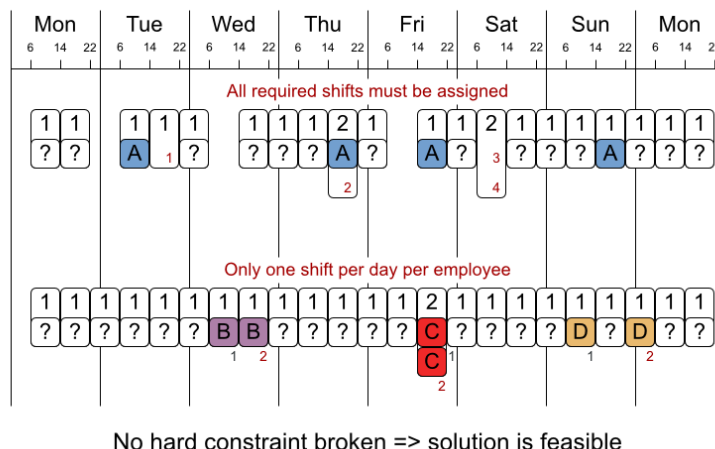 Mon Tue Wed Thu Fri Sat Sun Mon
6 14 22 6 14 22 6 14 22 6 14 22 6 14 22 6 14 22 6 14 22 6 14 2
All required shifts must be assigned
1 1 1 1 1 1 1 1 2 1 1 1 2 1 1 1 1 1 1 1
? ? A 1 ? ? ? ? A ? A ? 3 ? ? ? A ? ? ?
2 4
Only one shift per day per employee
1 1 1 1 1 1 1 1 1 1 1 1 1 2 1 1 1 1 1 1 1 1 1
? ? ? ? ? ? B B ? ? ? ? ? C ? ? ? ? D ? D ? ?
1 2 C 1 1 2
2
No hard constraint broken => solution is feasible